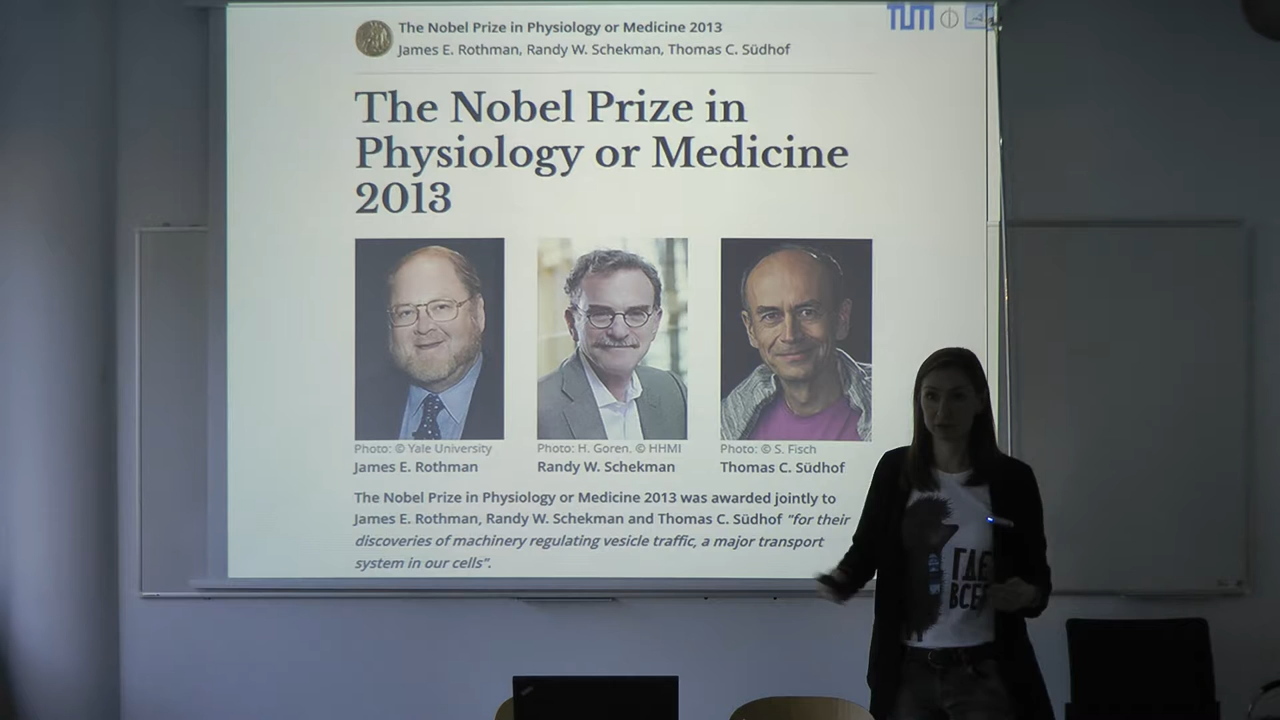 The Nobel Prize in Physiology or Medicine 2013
James E. Rothman, Randy W. Schekman, Thomas C. Südhof
TUM
The Nobel Prize in
Physiology or Medicine
2013
Photo: © Yale University
James E. Rothman
Photo: H. Goren, © HHMI
Randy W. Schekman
Photo: © S. Fisch
Thomas C. Südhof
The Nobel Prize in Physiology or Medicine 2013 was awarded jointly to
James E. Rothman, Randy W. Schekman and Thomas C. Südhof "for their
discoveries of machinery regulating vesicle traffic, a major transport
system in our cells".
ГДЕ